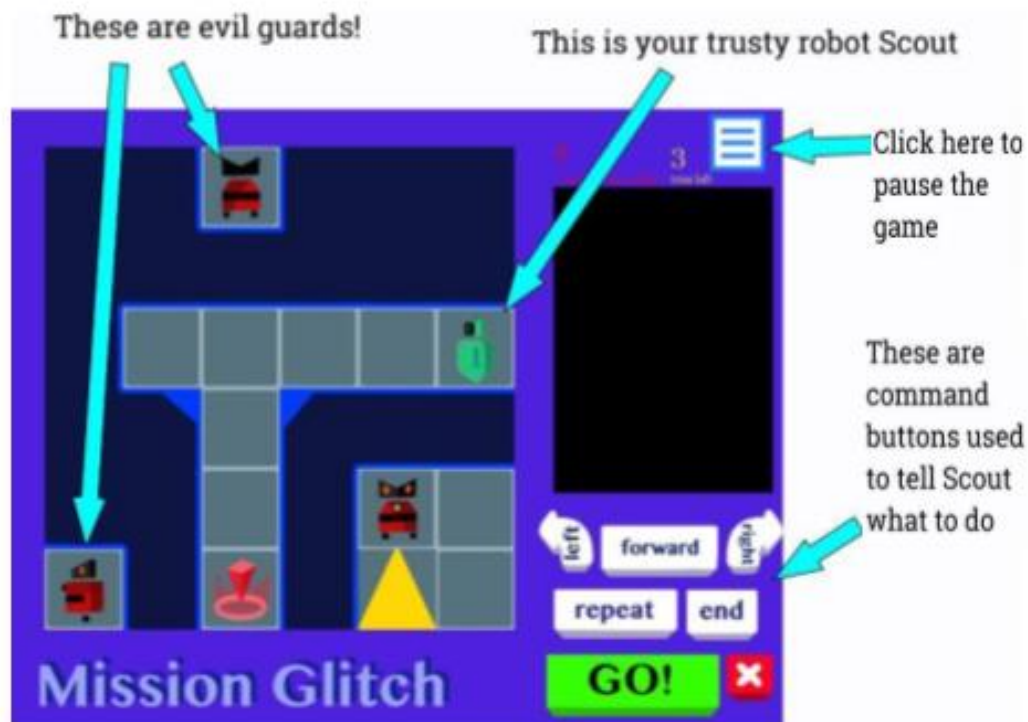 These are evil guards!
This is your trusty robot Scout
3
Click here to
pause the
game
These are
command
buttons used
to tell Scout
what to do
left
forward
right
repeat
end
GO!
Mission Glitch